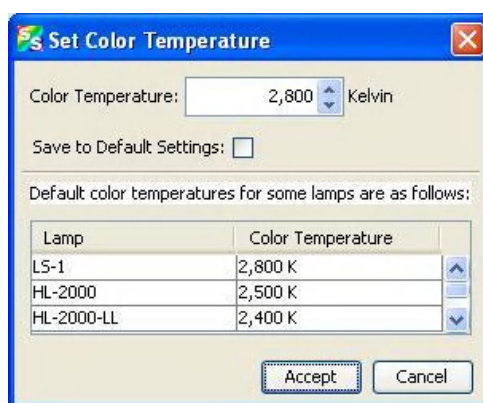 SS Set Color Temperature
Color Temperature: 2,800 Kelvin
Save to Default Settings:
Default color temperatures for some lamps are as follows:
Lamp Color Temperature
LS-1 2,800 K
HL-2000 2,500 K
HL-2000-LL 2,400 K
Accept Cancel